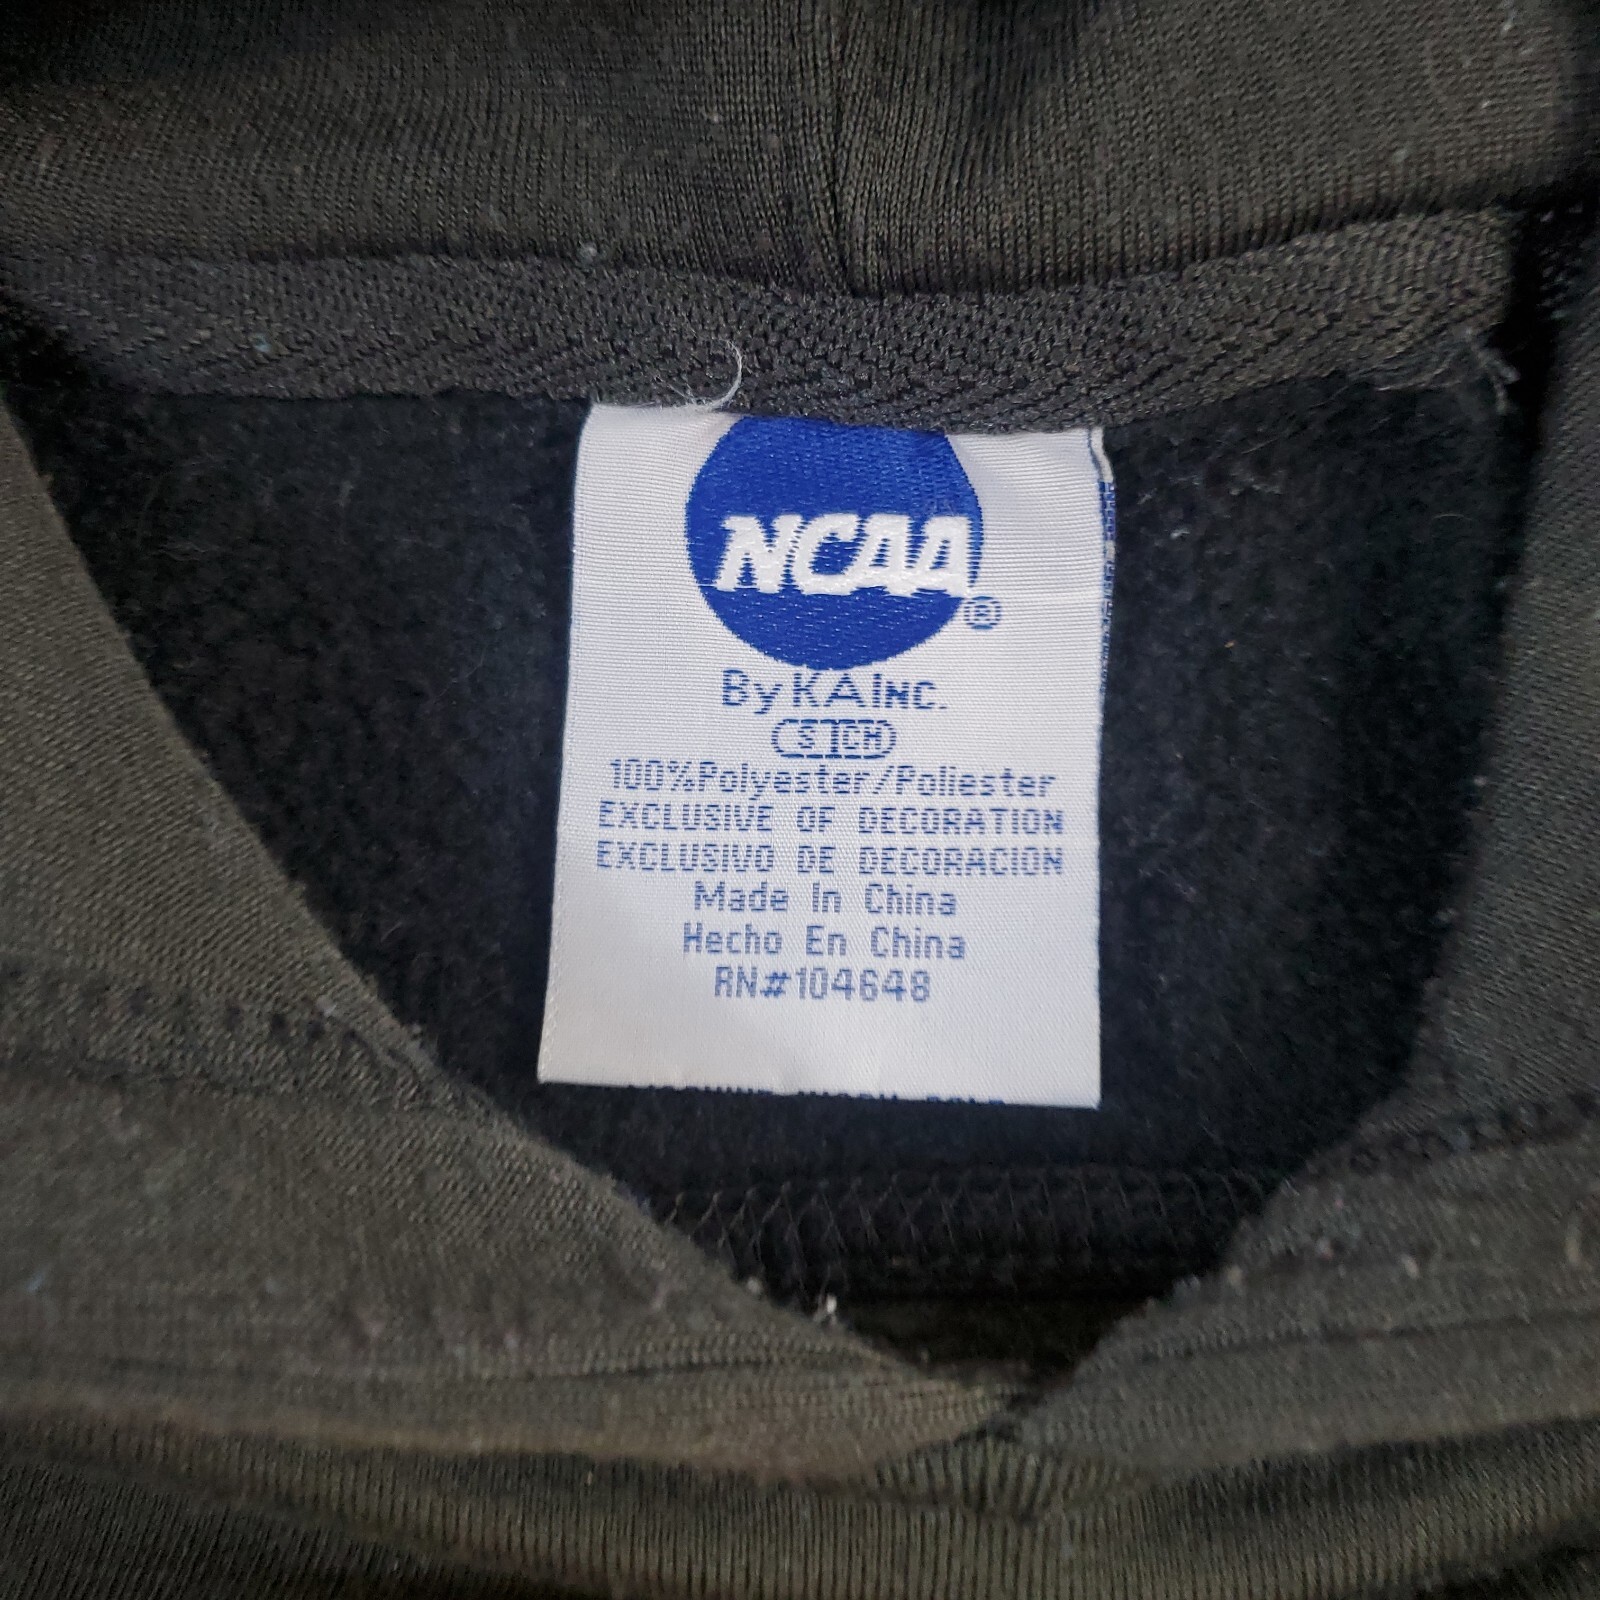 NCAA®
By KA INC.
S CH
100%Polyester/Poliester
EXCLUSIVE OF DECORATION
EXCLUSIVO DE DECORACION
Made In China
Hecho En China
RN#104648